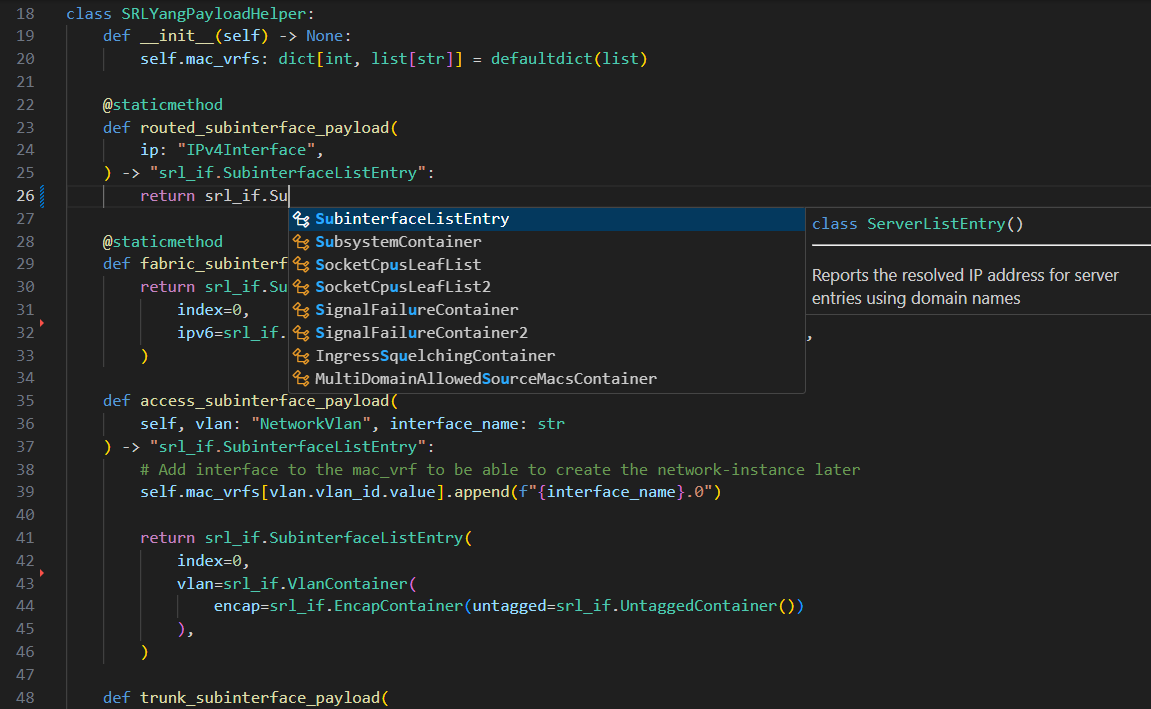 18 class SRLYangPayloadHelper:
19 def __init__(self) -> None:
20 self.mac_vrfs: dict[int, list[str]] = defaultdict(list)
21
22 @staticmethod
23 def routed_subinterface_payload(
24 ip: "IPv4Interface",
25 ) -> "srl_if.SubinterfaceListEntry":
26 return srl_if.Su
SubinterfaceListEntry
SubsystemContainer
SocketCpusLeafList
SocketCpusLeafList2
SignalFailureContainer
SignalFailureContainer2
IngressSquelchingContainer
MultiDomainAllowedSourceMacsContainer
class ServerListEntry()
Reports the resolved IP address for server
entries using domain names
27
28 @staticmethod
29 def fabric_subinterf
30 return srl_if.Su
31 index=0,
32 ipv6=srl_if. ,
33 )
34
35 def access_subinterface_payload(
36 self, vlan: "NetworkVlan", interface_name: str
37 ) -> "srl_if.SubinterfaceListEntry":
38 # Add interface to the mac_vrf to be able to create the network-instance later
39 self.mac_vrfs[vlan.vlan_id.value].append(f"{interface_name}.0")
40
41 return srl_if.SubinterfaceListEntry(
42 index=0,
43 vlan=srl_if.VlanContainer(
44 encap=srl_if.EncapContainer(untagged=srl_if.UntaggedContainer())
45 ),
46 )
47
48 def trunk_subinterface_payload(